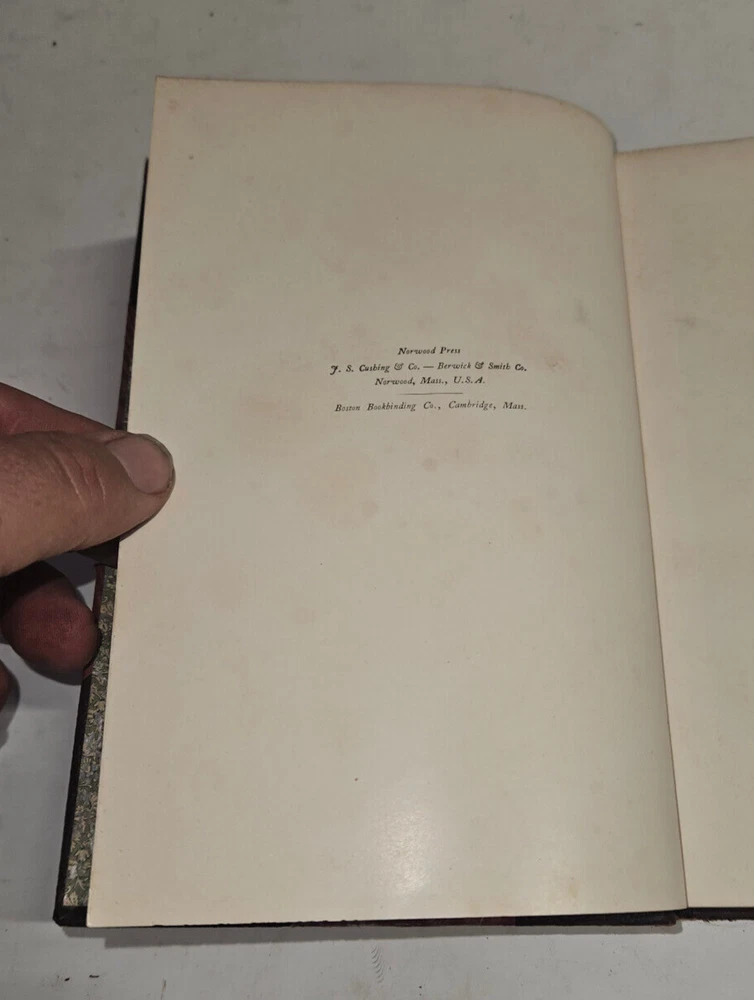 Norwood Press
J. S. Cushing & Co. — Berwick & Smith Co.
Norwood, Mass., U.S.A.
Boston Bookbinding Co., Cambridge, Mass.